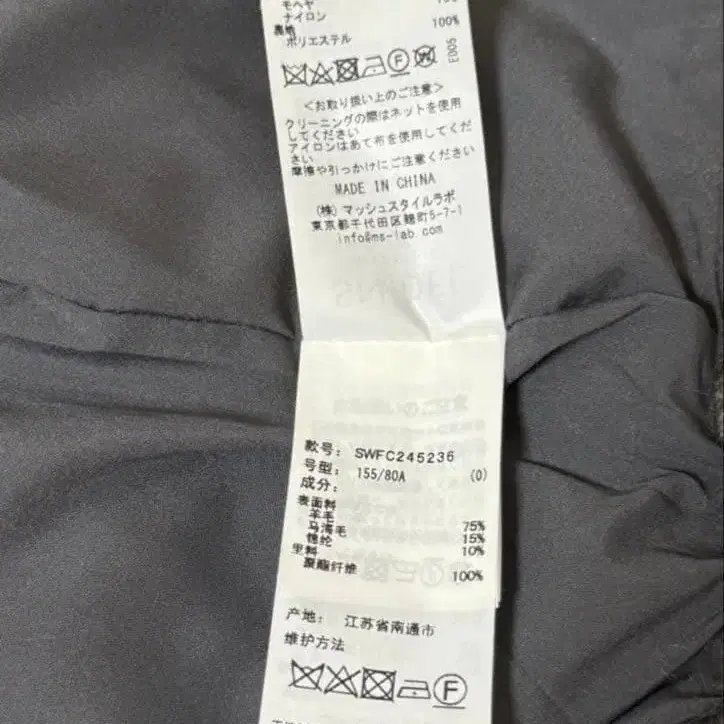 モヘヤ
ナイロン
裏地
ポリエステル 100%
F
E005
<お取り扱い上のご注意>
クリーニングの際はネットを使用
してください
アイロンはあて布を使用してくだ
さい
摩擦や引っかけにご注意ください
MADE IN CHINA
(株) マッシュスタイルラボ
東京都千代田区麹町5-7-1
info@ms-lab.com
款号: SWFC245236
号型: 155/80A (0)
成分:
表面料
羊毛 75%
马海毛 15%
锦纶 10%
里料
聚酯纤维 100%
产地: 江苏省南通市
维护方法
F